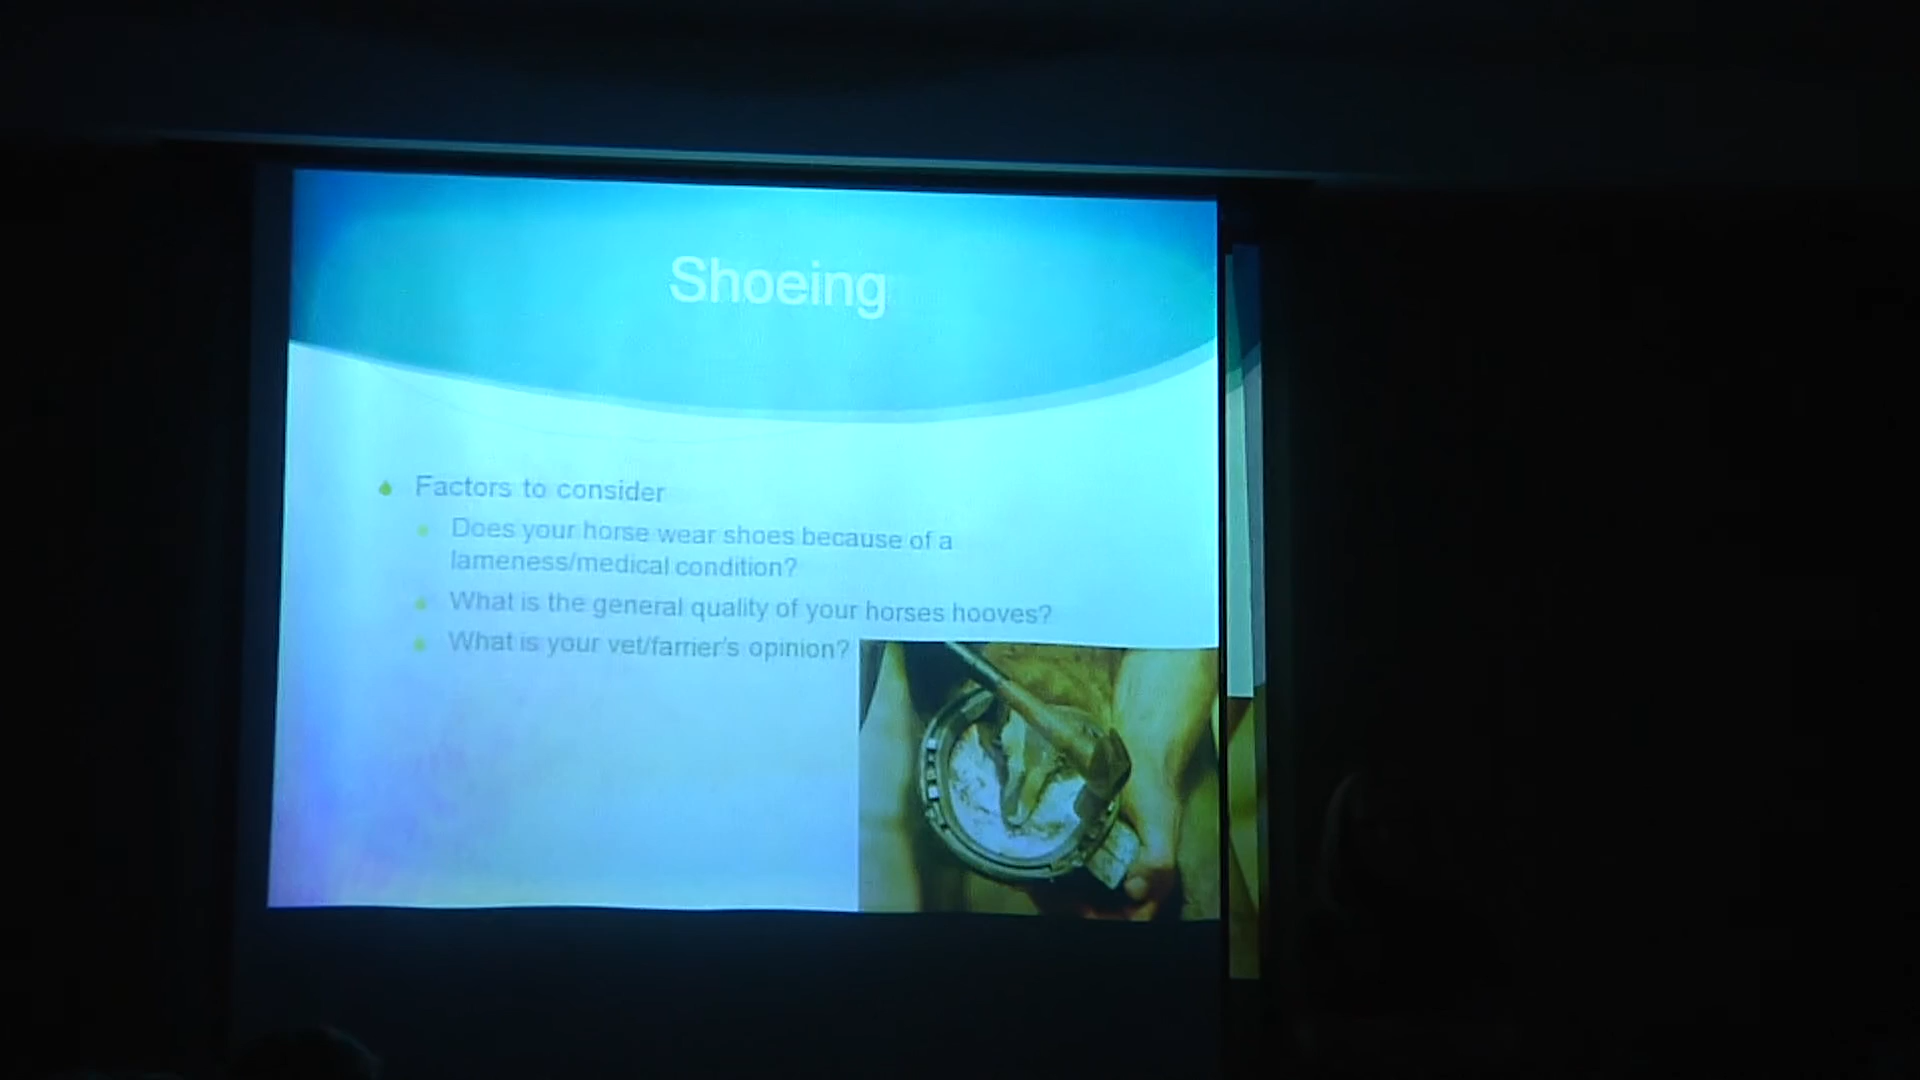 Shoeing
Factors to consider
Does your horse wear shoes because of a
lameness/medical condition?
What is the general quality of your horses hooves?
What is your vet/farrier's opinion?